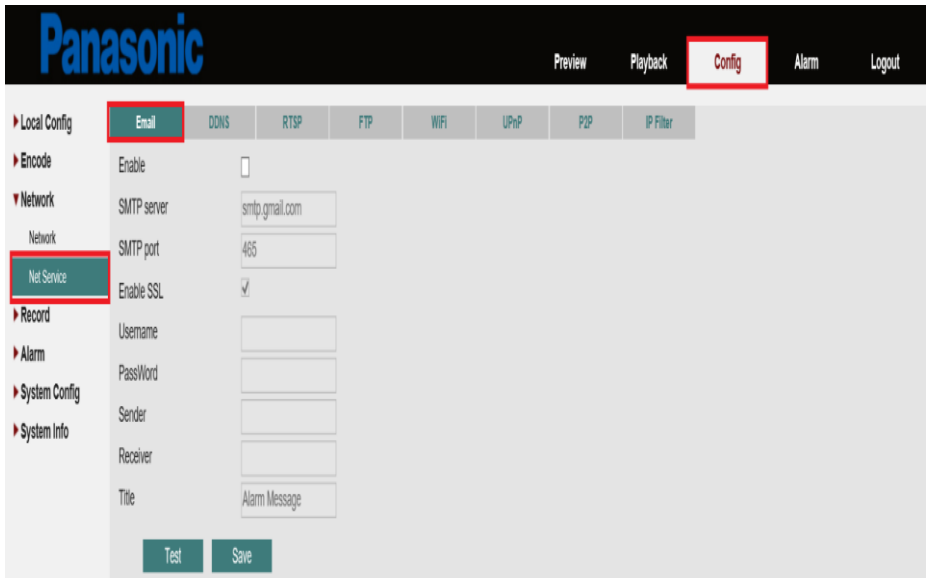 Panasonic
Preview Playback Config Alarm Logout
Local Config
Encode
Network
Network
Net Service
Record
Alarm
System Config
System Info
Email DDNS RTSP FTP WiFi UPnP P2P IP Filter
Enable
SMTP server smtp.gmail.com
SMTP port 465
Enable SSL
Username
PassWord
Sender
Receiver
Title Alarm Message
Test Save